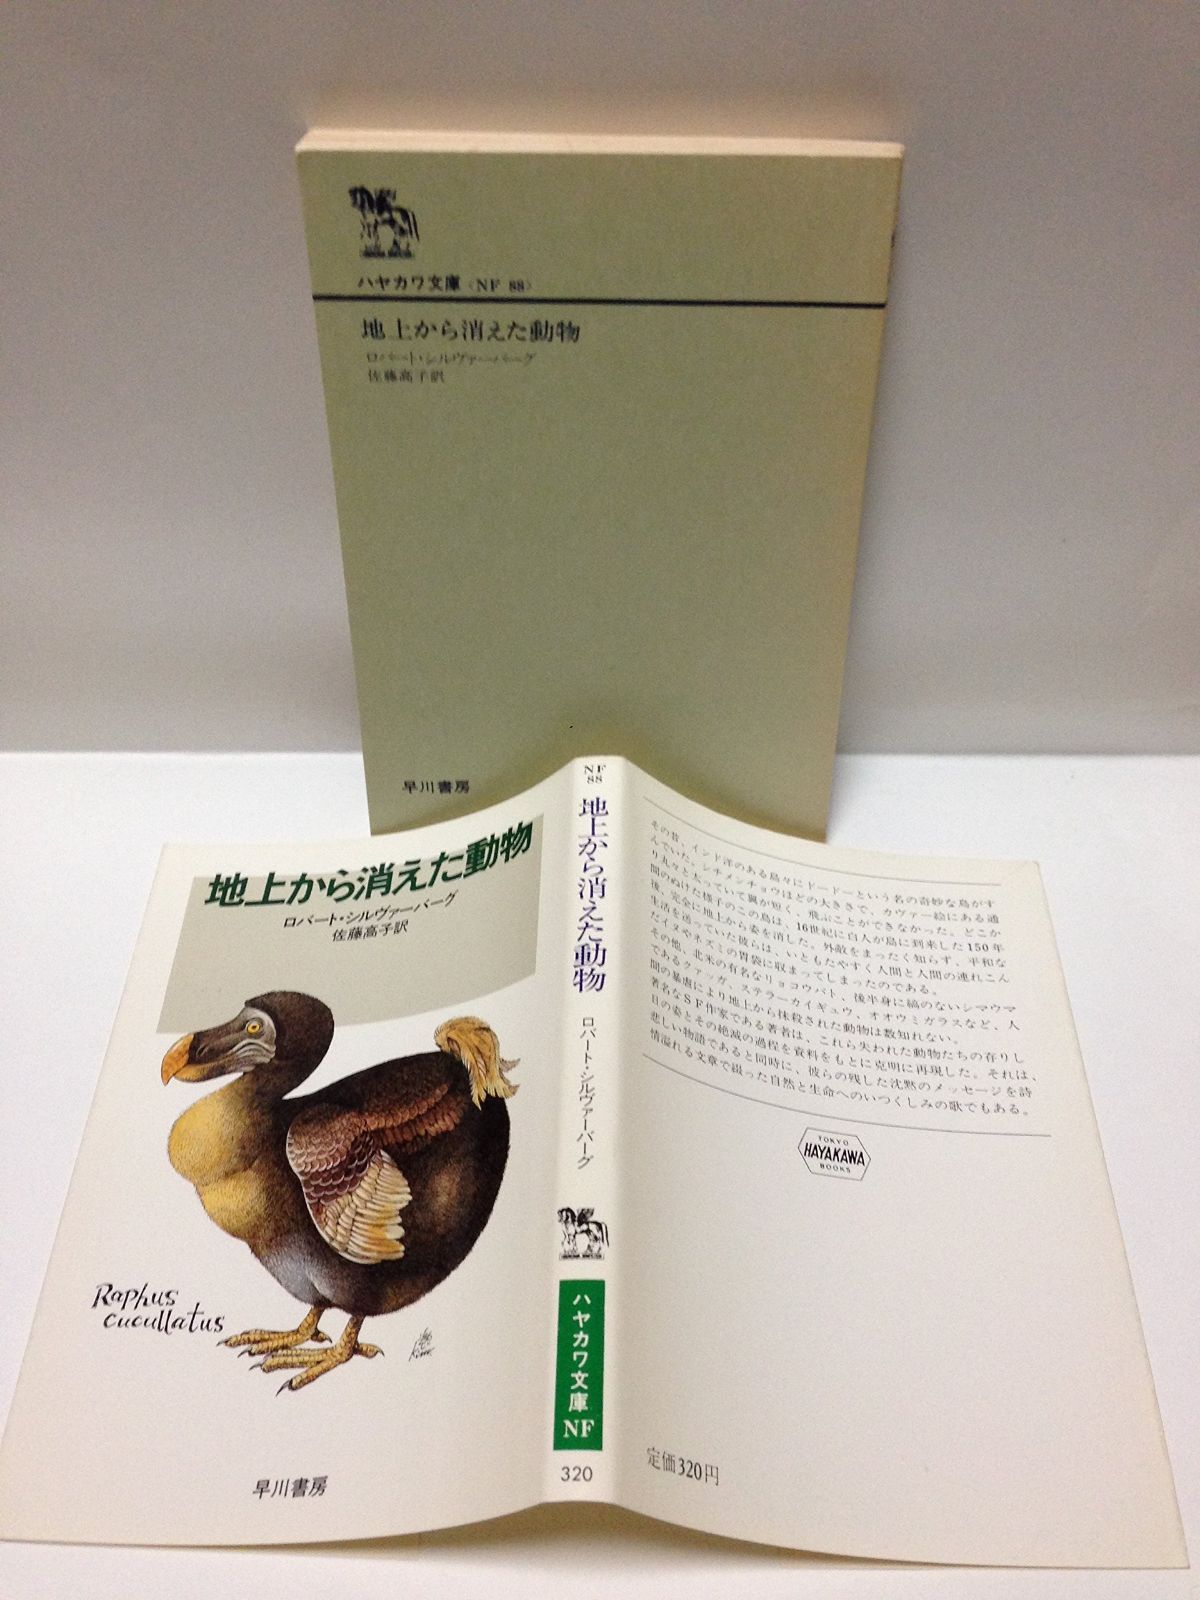 ハヤカワ文庫〈NF 88〉
地上から消えた動物
ロバート・シルヴァーバーグ
佐藤高子訳
早川書房
地上から消えた動物
ロバート・シルヴァーバーグ
佐藤高子訳
Raphus
cucullatus
早川書房
NF
88
地上から消えた動物
ロバート・シルヴァーバーグ
ハヤカワ文庫
NF
320
その昔、インド洋のある島々にドードーという名の奇妙な鳥がす
んでいた。シチメンチョウほどの大きさで、カヴァー絵にある通
り丸々と太っていて翼が短く、飛ぶことができなかった。どこか
間のぬけた様子のこの鳥は、16世紀に白人が島に到来した150年
後、完全に地上から姿を消した。外敵をまったく知らず、平和な
生活を送っていた彼らは、いともたやすく人間と人間の連れこん
だイヌやネズミの胃袋に収まってしまったのである。
その他、北米の有名なリョコウバト、後半身に縞のないシマウマ
であるクァッガ、ステラーカイギュウ、オオウミガラスなど、人
間の暴虐により地上から抹殺された動物は数知れない。
著名なSF作家である著者は、これら失われた動物たちの在りし
日の姿とその絶滅の過程を資料をもとに克明に再現した。それは、
悲しい物語であると同時に、彼らの残した沈黙のメッセージを詩
情溢れる文章で綴った自然と生命へのいつくしみの歌でもある。
TOKYO
HAYAKAWA
BOOKS
定価320円